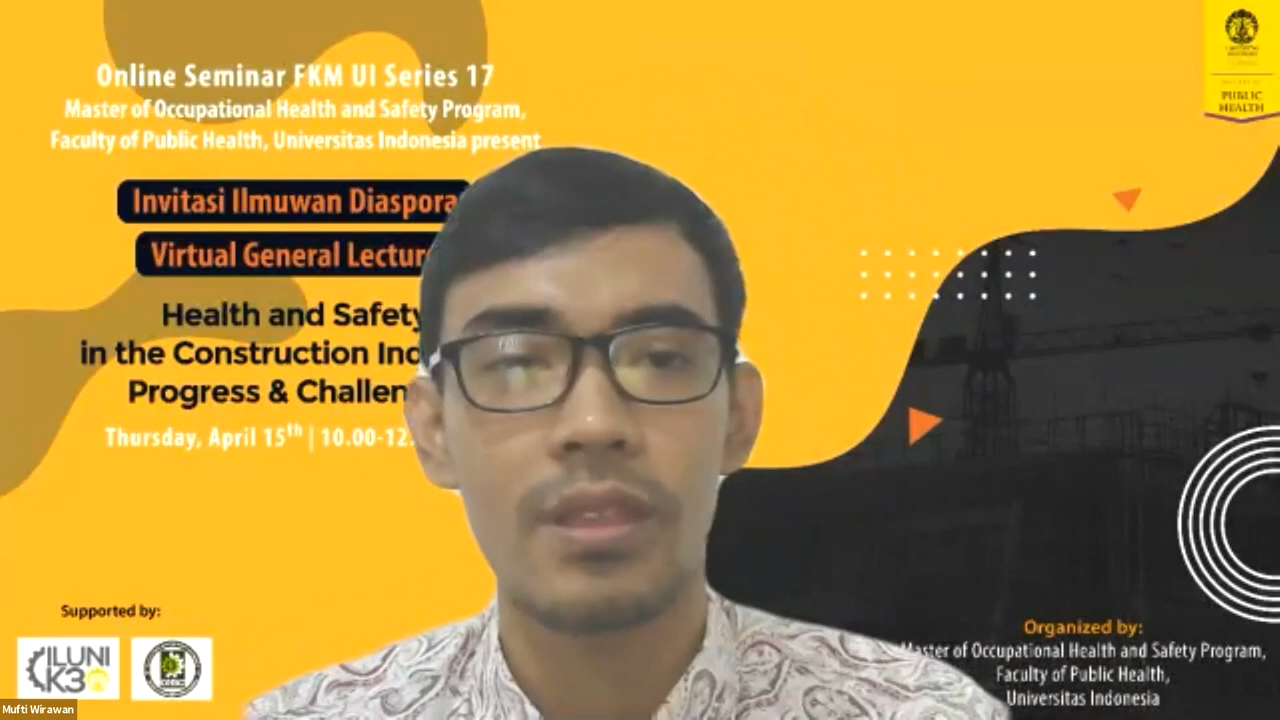 Online Seminar FKM UI Series 17
Master of Occupational Health and Safety Program,
Faculty of Public Health, Universitas Indonesia present
Invitasi Ilmuwan Diaspora
Virtual General Lectur
Health and Safety
in the Construction Ind
Progress & Challen
Thursday, April 15th | 10.00-12.
PUBLIC
HEALTH
Supported by:
ILUNI
K3
Organized by:
Master of Occupational Health and Safety Program,
Faculty of Public Health,
Universitas Indonesia
Mufti Wirawan